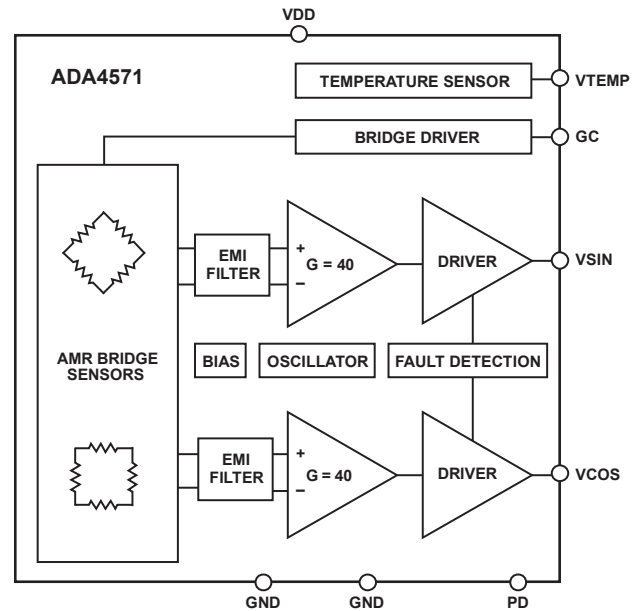 VDD
ADA4571
TEMPERATURE SENSOR
VTEMP
BRIDGE DRIVER
GC
EMI
FILTER
+
–
G = 40
DRIVER
VSIN
AMR BRIDGE
SENSORS
BIAS
OSCILLATOR
FAULT DETECTION
EMI
FILTER
+
–
G = 40
DRIVER
VCOS
GND
GND
PD